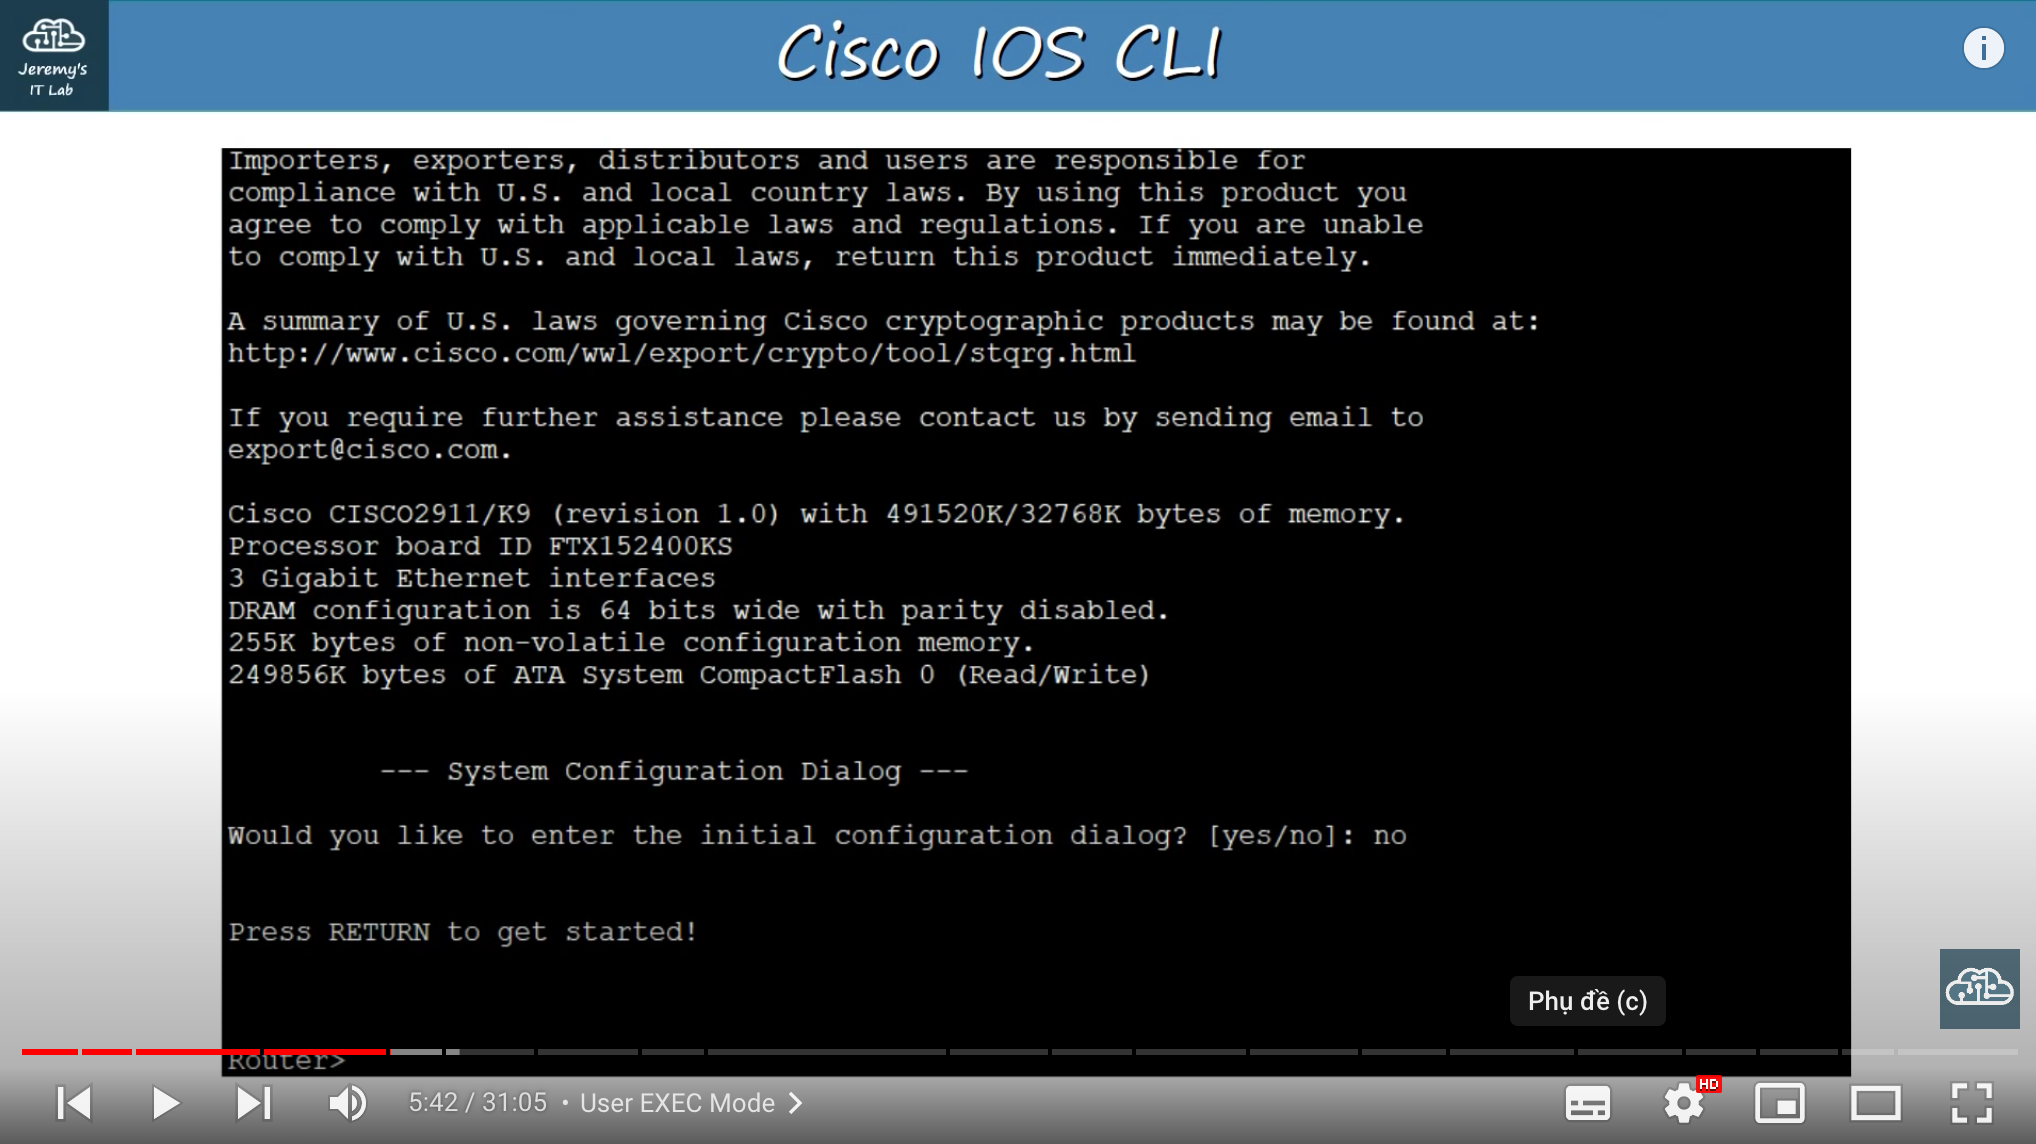 Jeremy's
IT Lab
Cisco IOS CLI
i
Importers, exporters, distributors and users are responsible for
compliance with U.S. and local country laws. By using this product you
agree to comply with applicable laws and regulations. If you are unable
to comply with U.S. and local laws, return this product immediately.
A summary of U.S. laws governing Cisco cryptographic products may be found at:
http://www.cisco.com/wwl/export/crypto/tool/stqrg.html
If you require further assistance please contact us by sending email to
export@cisco.com.
Cisco CISCO2911/K9 (revision 1.0) with 491520K/32768K bytes of memory.
Processor board ID FTX152400KS
3 Gigabit Ethernet interfaces
DRAM configuration is 64 bits wide with parity disabled.
255K bytes of non-volatile configuration memory.
249856K bytes of ATA System CompactFlash 0 (Read/Write)
--- System Configuration Dialog ---
Would you like to enter the initial configuration dialog? [yes/no]: no
Press RETURN to get started!
Phụ đề (c)
Router>
5:42 / 31:05 • User EXEC Mode
HD